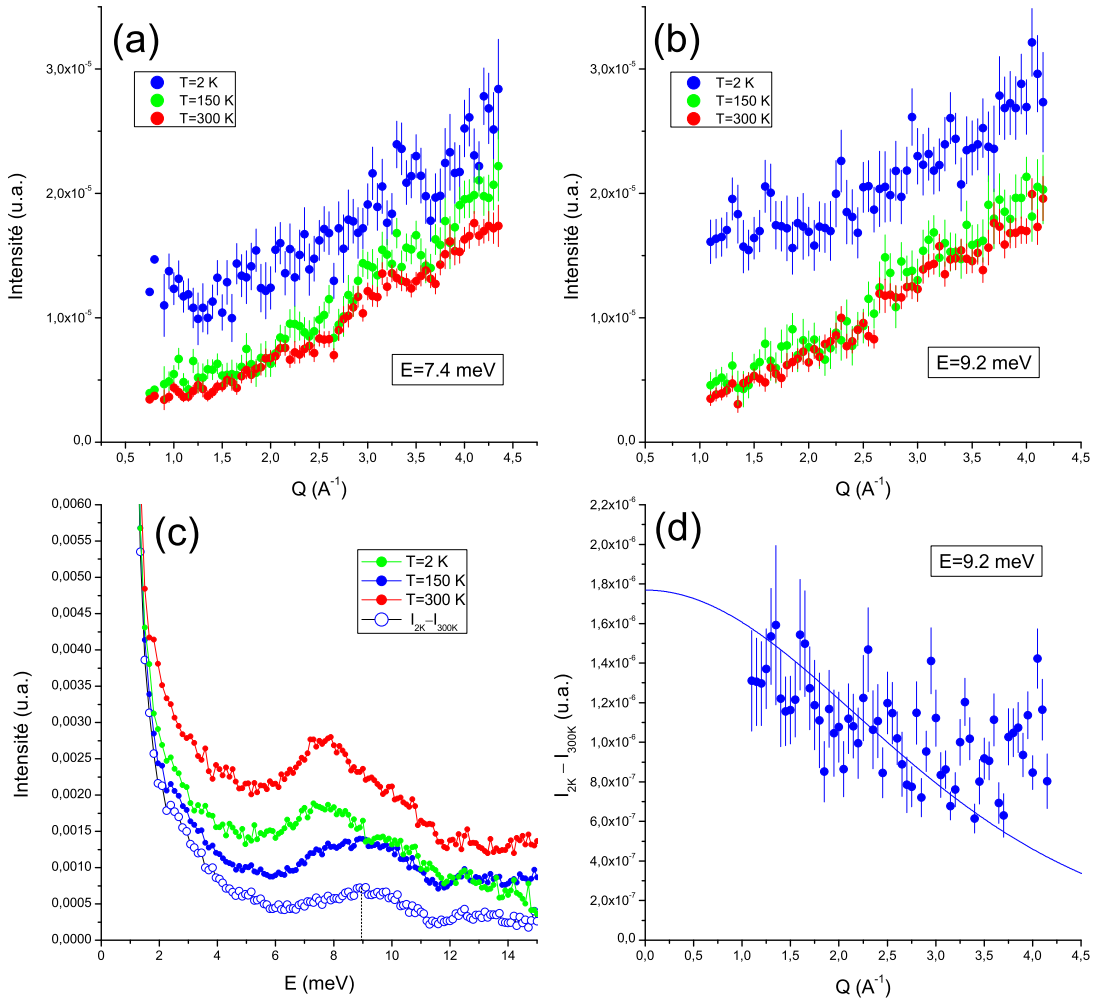 (a)
T=2 K
T=150 K
T=300 K
E=7.4 meV
Intensité (u.a.)
3,0x10⁻⁵
2,0x10⁻⁵
1,0x10⁻⁵
0,0
0,5 1,0 1,5 2,0 2,5 3,0 3,5 4,0 4,5
Q (A⁻¹)
(b)
T=2 K
T=150 K
T=300 K
E=9.2 meV
Intensité (u.a.)
3,0x10⁻⁵
2,0x10⁻⁵
1,0x10⁻⁵
0,0
0,0 0,5 1,0 1,5 2,0 2,5 3,0 3,5 4,0 4,5
Q (A⁻¹)
(c)
T=2 K
T=150 K
T=300 K
I₂K–I₃₀₀K
Intensité (u.a.)
0,0060
0,0055
0,0050
0,0045
0,0040
0,0035
0,0030
0,0025
0,0020
0,0015
0,0010
0,0005
0,0000
0 2 4 6 8 10 12 14
E (meV)
(d)
E=9.2 meV
I₂K – I₃₀₀K (u.a.)
2,2x10⁻⁶
2,0x10⁻⁶
1,8x10⁻⁶
1,6x10⁻⁶
1,4x10⁻⁶
1,2x10⁻⁶
1,0x10⁻⁶
8,0x10⁻⁷
6,0x10⁻⁷
4,0x10⁻⁷
2,0x10⁻⁷
0,0
0,0 0,5 1,0 1,5 2,0 2,5 3,0 3,5 4,0 4,5
Q (A⁻¹)